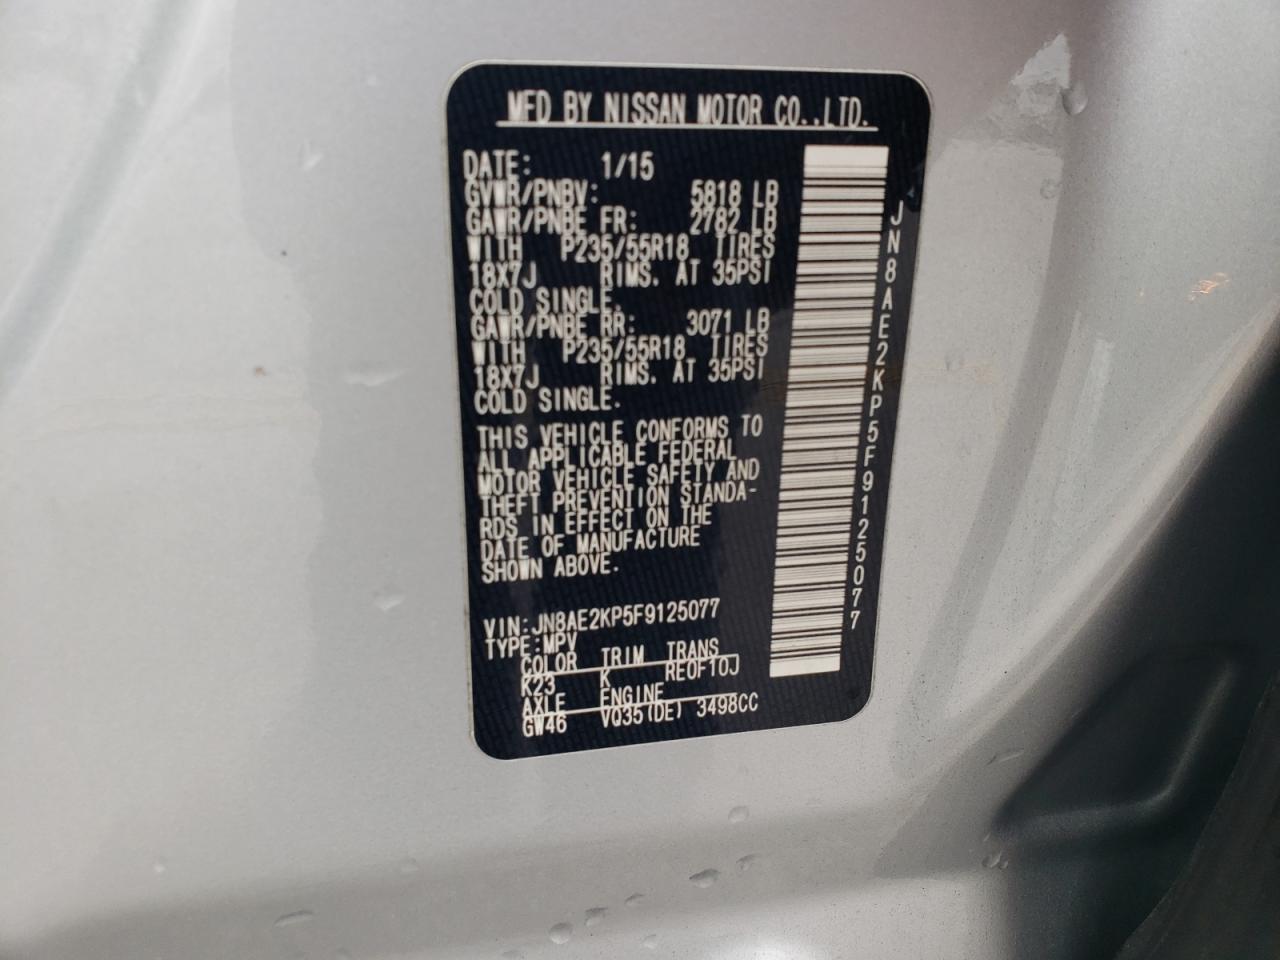 MFD BY NISSAN MOTOR CO.,LTD.
DATE: 1/15
GVWR/PNBV: 5818 LB
GAWR/PNBE FR: 2782 LB
WITH P235/55R18 TIRES
18X7J RIMS. AT 35PSI
COLD SINGLE.
GAWR/PNBE RR: 3071 LB
WITH P235/55R18 TIRES
18X7J RIMS. AT 35PSI
COLD SINGLE.
THIS VEHICLE CONFORMS TO
ALL APPLICABLE FEDERAL
MOTOR VEHICLE SAFETY AND
THEFT PREVENTION STANDA-
RDS IN EFFECT ON THE
DATE OF MANUFACTURE
SHOWN ABOVE.
VIN:JN8AE2KP5F9125077
TYPE:MPV
COLOR TRIM TRANS
K23 K RE0F10J
AXLE ENGINE
GW46 VQ35(DE) 3498CC
JN8AE2KP5F9125077